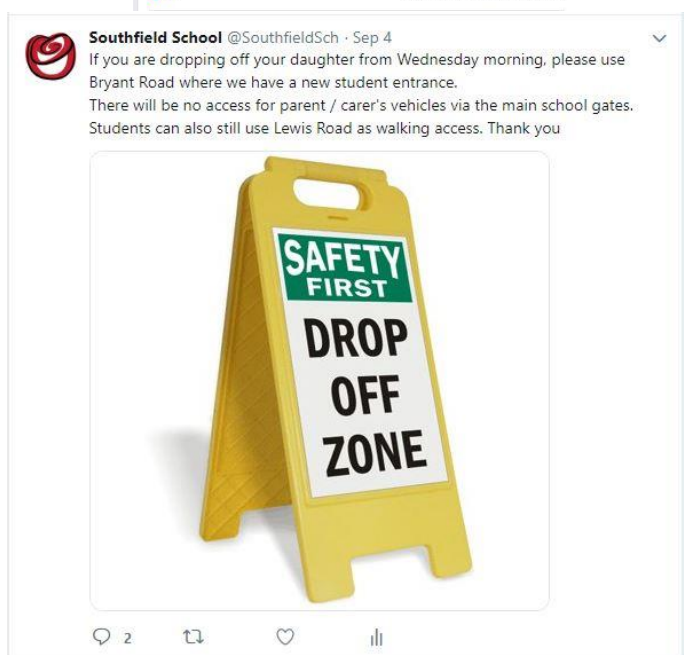 Southfield School @SouthfieldSch · Sep 4
If you are dropping off your daughter from Wednesday morning, please use
Bryant Road where we have a new student entrance.
There will be no access for parent / carer's vehicles via the main school gates.
Students can also still use Lewis Road as walking access. Thank you
SAFETY
FIRST
DROP
OFF
ZONE
2